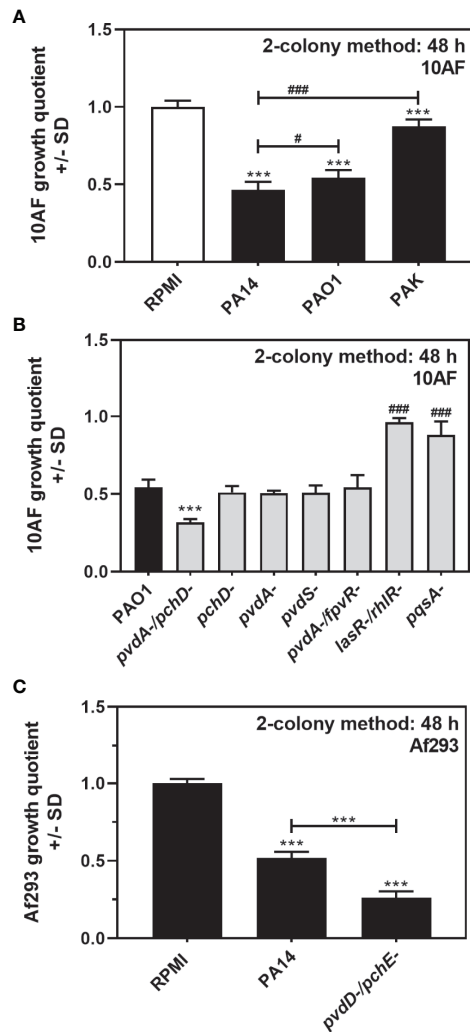 A
2-colony method: 48 h
10AF
###
***
#
***
***
10AF growth quotient
+/- SD
1.5
1.0
0.5
0.0
RPMI
PA14
PAO1
PAK
B
2-colony method: 48 h
10AF
###
###
***
10AF growth quotient
+/- SD
1.5
1.0
0.5
0.0
PAO1
pvdA-/pchD-
pchD-
pvdA-
pvdS-
pvdA-/fpvR-
lasR-/rhlR-
pqsA-
C
2-colony method: 48 h
Af293
***
***
***
Af293 growth quotient
+/- SD
1.5
1.0
0.5
0.0
RPMI
PA14
pvdD-/pchE-